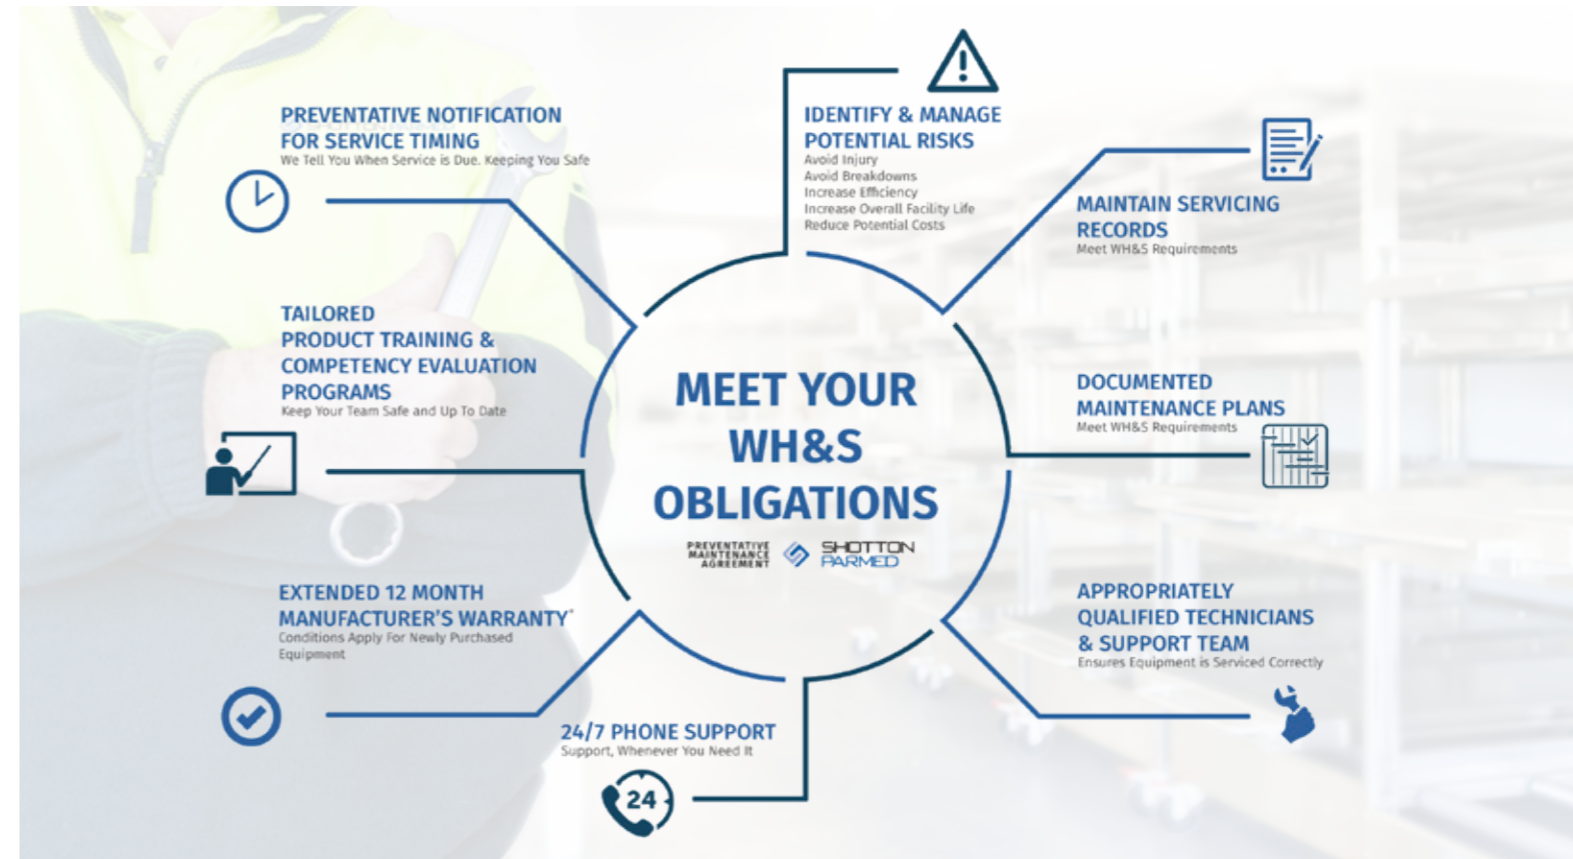 PREVENTATIVE NOTIFICATION
FOR SERVICE TIMING
We Tell You When Service is Due. Keeping You Safe
IDENTIFY & MANAGE
POTENTIAL RISKS
Avoid Injury
Avoid Breakdowns
Increase Efficiency
Increase Overall Facility Life
Reduce Potential Costs
MAINTAIN SERVICING
RECORDS
Meet WH&S Requirements
TAILORED
PRODUCT TRAINING &
COMPETENCY EVALUATION
PROGRAMS
Keep Your Team Safe and Up To Date
MEET YOUR
WH&S
OBLIGATIONS
PREVENTATIVE
MAINTENANCE
AGREEMENT
SHOTTON
PARMED
DOCUMENTED
MAINTENANCE PLANS
Meet WH&S Requirements
EXTENDED 12 MONTH
MANUFACTURER'S WARRANTY*
Conditions Apply For Newly Purchased
Equipment
APPROPRIATELY
QUALIFIED TECHNICIANS
& SUPPORT TEAM
Ensures Equipment is Serviced Correctly
24/7 PHONE SUPPORT
Support, Whenever You Need It
24